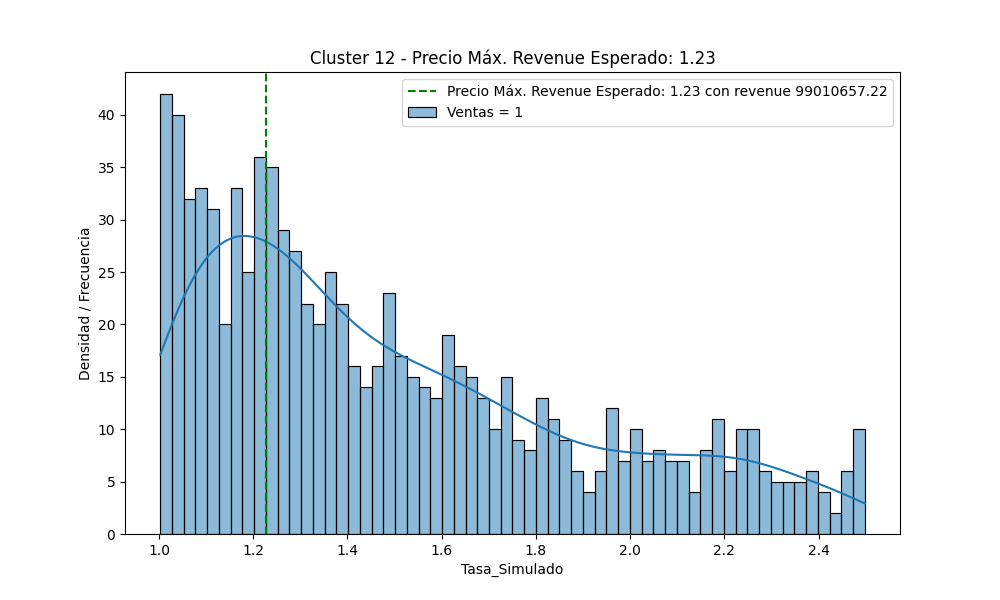 Cluster 12 - Precio Máx. Revenue Esperado: 1.23
Precio Máx. Revenue Esperado: 1.23 con revenue 99010657.22
Ventas = 1
Densidad / Frecuencia
40
35
30
25
20
15
10
5
0
1.0 1.2 1.4 1.6 1.8 2.0 2.2 2.4
Tasa_Simulado